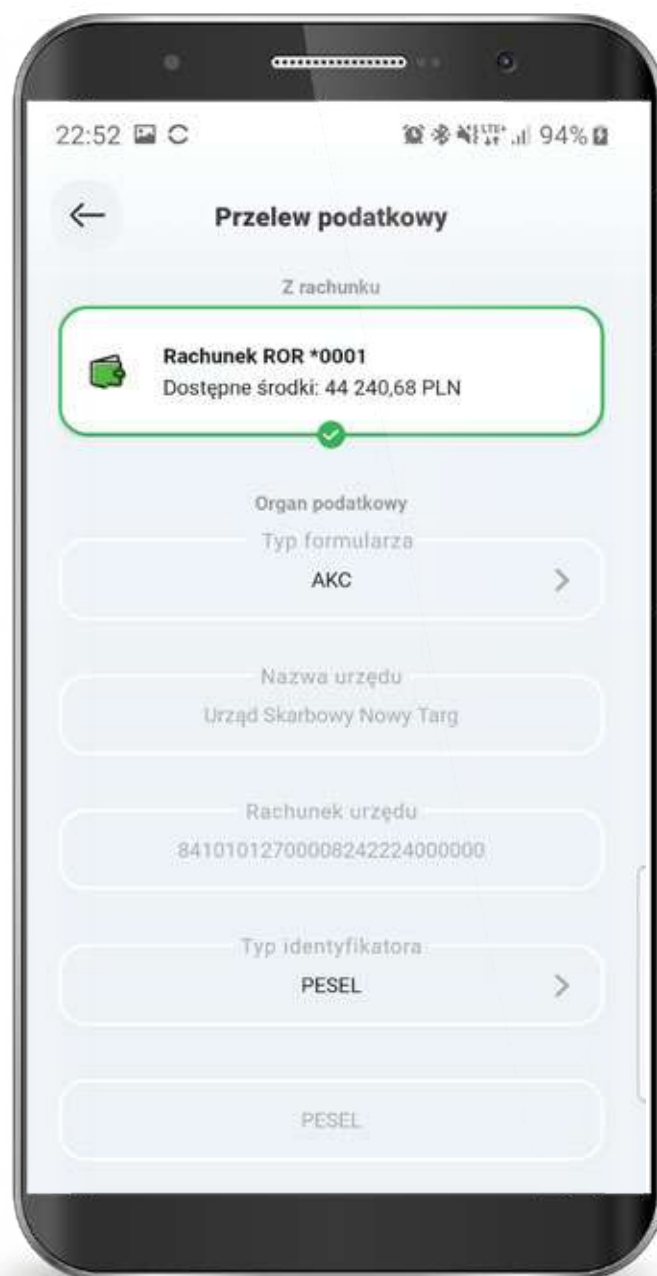 22:52 LTE+ 94%
Przelew podatkowy
Z rachunku
Rachunek ROR *0001
Dostępne środki: 44 240,68 PLN
Organ podatkowy
Typ formularza
AKC
Nazwa urzędu
Urząd Skarbowy Nowy Targ
Rachunek urzędu
84101012700008242224000000
Typ identyfikatora
PESEL
PESEL